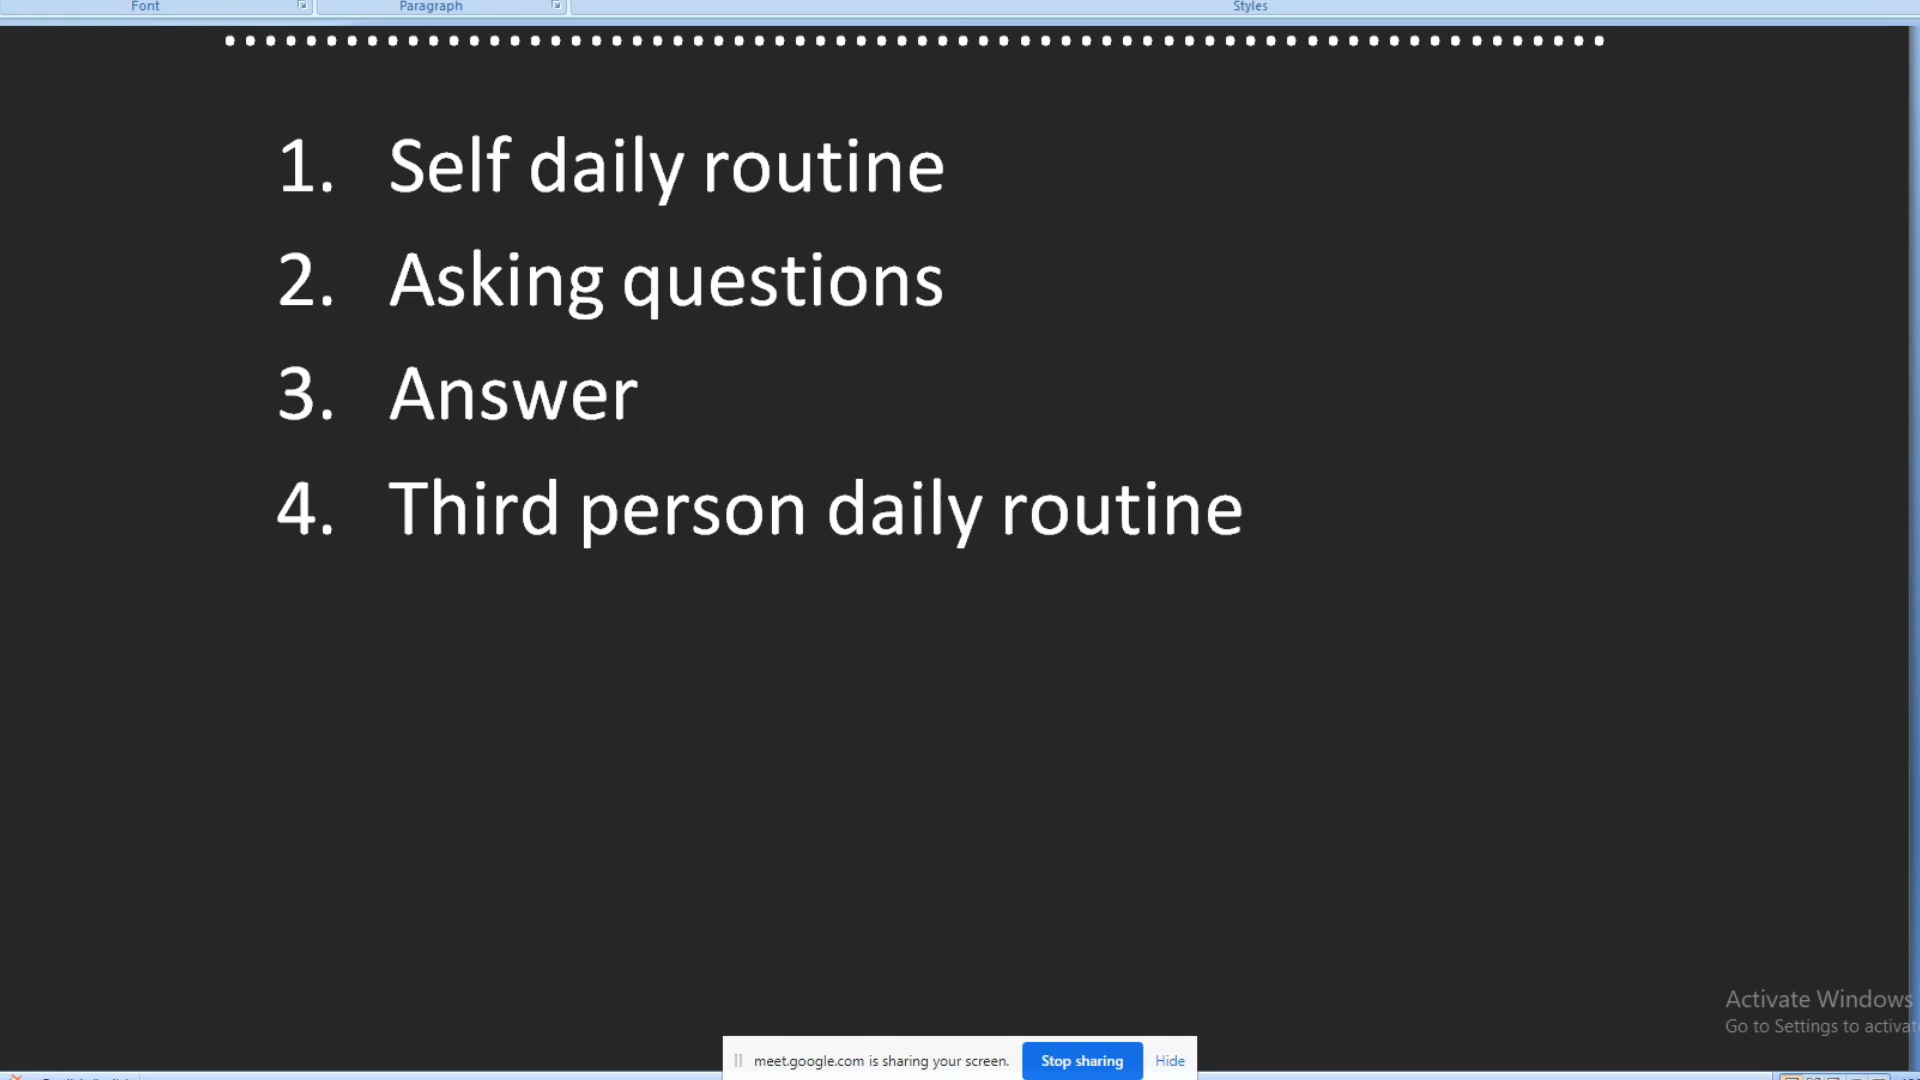 Font Paragraph Styles
1. Self daily routine
2. Asking questions
3. Answer
4. Third person daily routine
Activate Windows
Go to Settings to activat
meet.google.com is sharing your screen. Stop sharing Hide